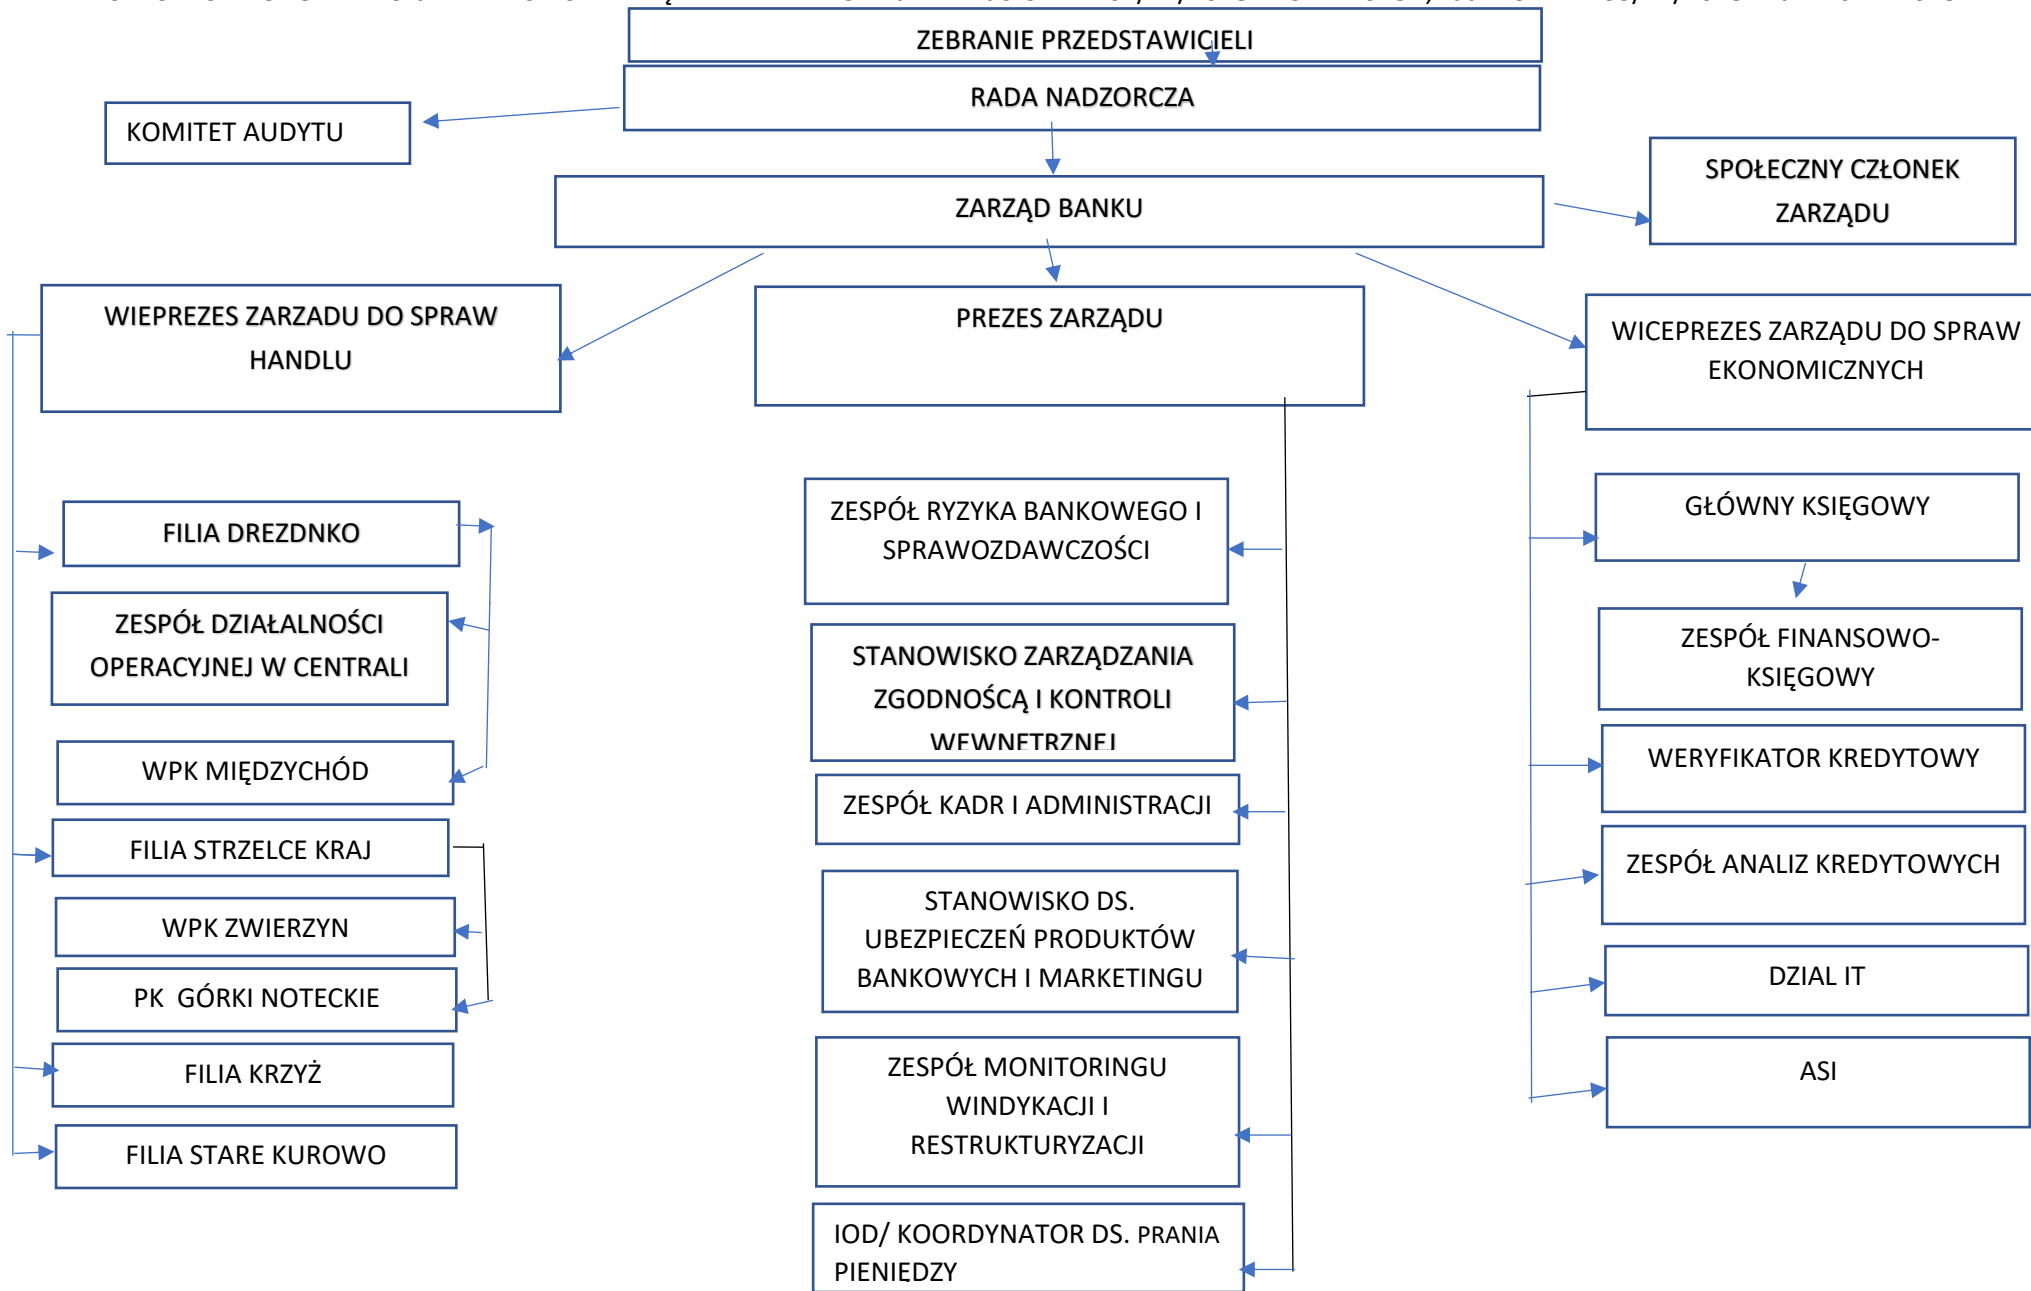 ZEBRANIE PRZEDSTAWICIELI
RADA NADZORCZA
KOMITET AUDYTU
SPOŁECZNY CZŁONEK
ZARZĄDU
ZARZĄD BANKU
WIEPREZES ZARZADU DO SPRAW
HANDLU
PREZES ZARZĄDU
WICEPREZES ZARZĄDU DO SPRAW
EKONOMICZNYCH
FILIA DREZDNKO
ZESPÓŁ DZIAŁALNOŚCI
OPERACYJNEJ W CENTRALI
WPK MIĘDZYCHÓD
FILIA STRZELCE KRAJ
WPK ZWIERZYN
PK  GÓRKI NOTECKIE
FILIA KRZYŻ
FILIA STARE KUROWO
ZESPÓŁ RYZYKA BANKOWEGO I
SPRAWOZDAWCZOŚCI
STANOWISKO ZARZĄDZANIA
ZGODNOŚCĄ I KONTROLI
WEWNĘTRZNEJ
ZESPÓŁ KADR I ADMINISTRACJI
STANOWISKO DS.
UBEZPIECZEŃ PRODUKTÓW
BANKOWYCH I MARKETINGU
ZESPÓŁ MONITORINGU
WINDYKACJI I
RESTRUKTURYZACJI
IOD/ KOORDYNATOR DS. PRANIA
PIENIĘDZY
GŁÓWNY KSIĘGOWY
ZESPÓŁ FINANSOWO-
KSIĘGOWY
WERYFIKATOR KREDYTOWY
ZESPÓŁ ANALIZ KREDYTOWYCH
DZIAL IT
ASI